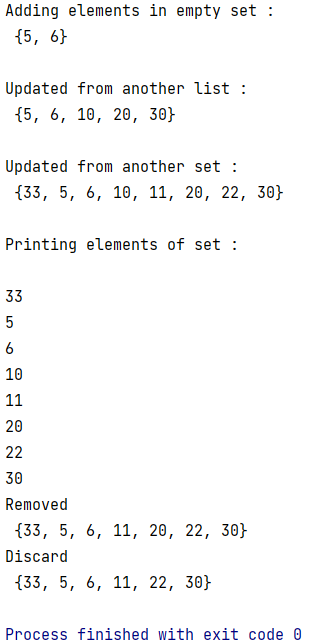 Adding elements in empty set :
 {5, 6}
Updated from another list :
 {5, 6, 10, 20, 30}
Updated from another set :
 {33, 5, 6, 10, 11, 20, 22, 30}
Printing elements of set :
33
5
6
10
11
20
22
30
Removed
 {33, 5, 6, 11, 20, 22, 30}
Discard
 {33, 5, 6, 11, 22, 30}
Process finished with exit code 0